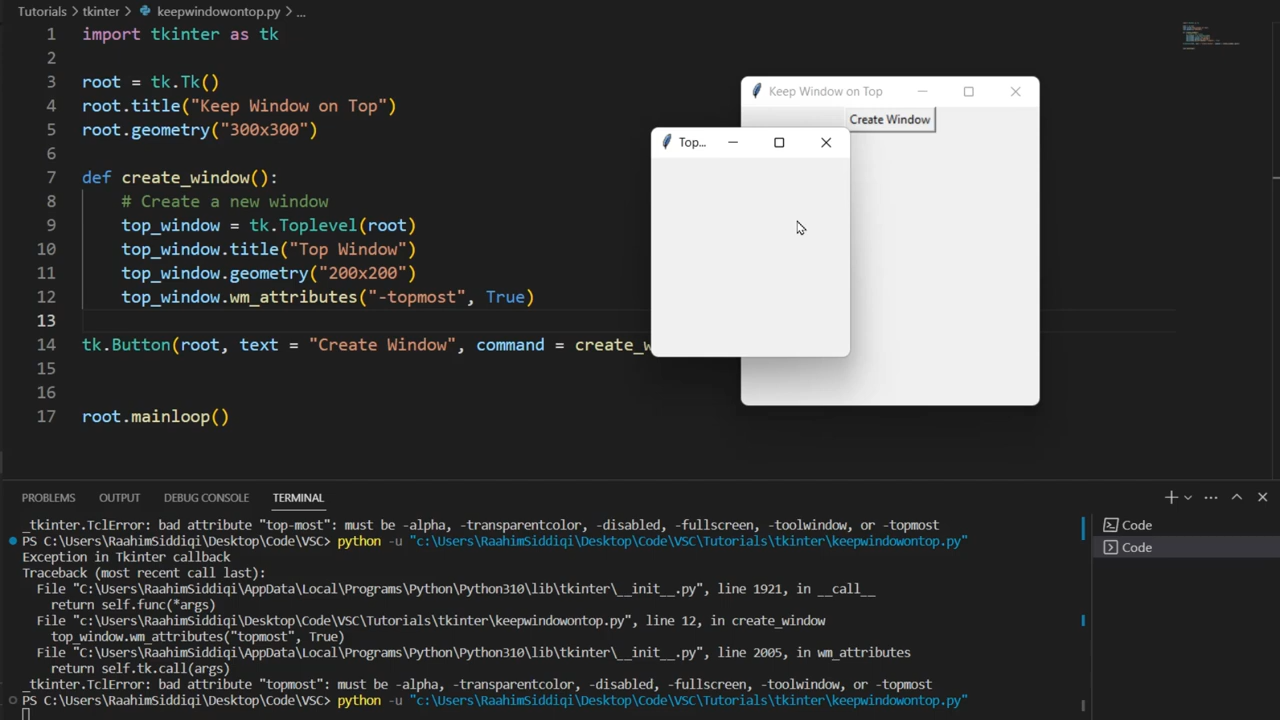 Tutorials > tkinter > keepwindowontop.py > ...
1 import tkinter as tk
2
3 root = tk.Tk()
4 root.title("Keep Window on Top")
5 root.geometry("300x300")
6
7 def create_window():
8 # Create a new window
9 top_window = tk.Toplevel(root)
10 top_window.title("Top Window")
11 top_window.geometry("200x200")
12 top_window.wm_attributes("-topmost", True)
13
14 tk.Button(root, text = "Create Window", command = create_w
15
16
17 root.mainloop()
Keep Window on Top
Create Window
Top...
PROBLEMS OUTPUT DEBUG CONSOLE TERMINAL
_tkinter.TclError: bad attribute "top-most": must be -alpha, -transparentcolor, -disabled, -fullscreen, -toolwindow, or -topmost
PS C:\Users\RaahimSiddiqi\Desktop\Code\VSC> python -u "c:\Users\RaahimSiddiqi\Desktop\Code\VSC\Tutorials\tkinter\keepwindowontop.py"
Exception in Tkinter callback
Traceback (most recent call last):
File "C:\Users\RaahimSiddiqi\AppData\Local\Programs\Python\Python310\lib\tkinter\__init__.py", line 1921, in __call__
return self.func(*args)
File "c:\Users\RaahimSiddiqi\Desktop\Code\VSC\Tutorials\tkinter\keepwindowontop.py", line 12, in create_window
top_window.wm_attributes("topmost", True)
File "C:\Users\RaahimSiddiqi\AppData\Local\Programs\Python\Python310\lib\tkinter\__init__.py", line 2005, in wm_attributes
return self.tk.call(args)
_tkinter.TclError: bad attribute "topmost": must be -alpha, -transparentcolor, -disabled, -fullscreen, -toolwindow, or -topmost
PS C:\Users\RaahimSiddiqi\Desktop\Code\VSC> python -u "c:\Users\RaahimSiddiqi\Desktop\Code\VSC\Tutorials\tkinter\keepwindowontop.py"
Code
Code